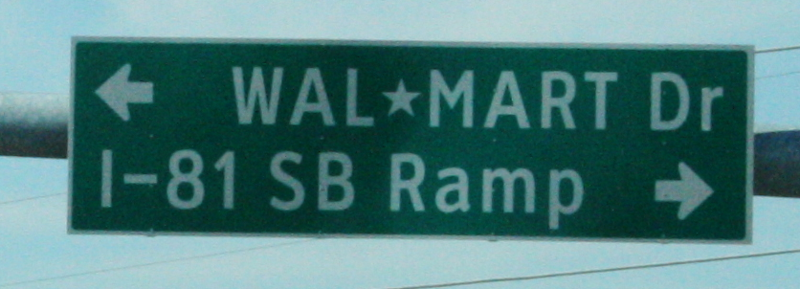 ← WAL★MART Dr
I-81 SB Ramp →